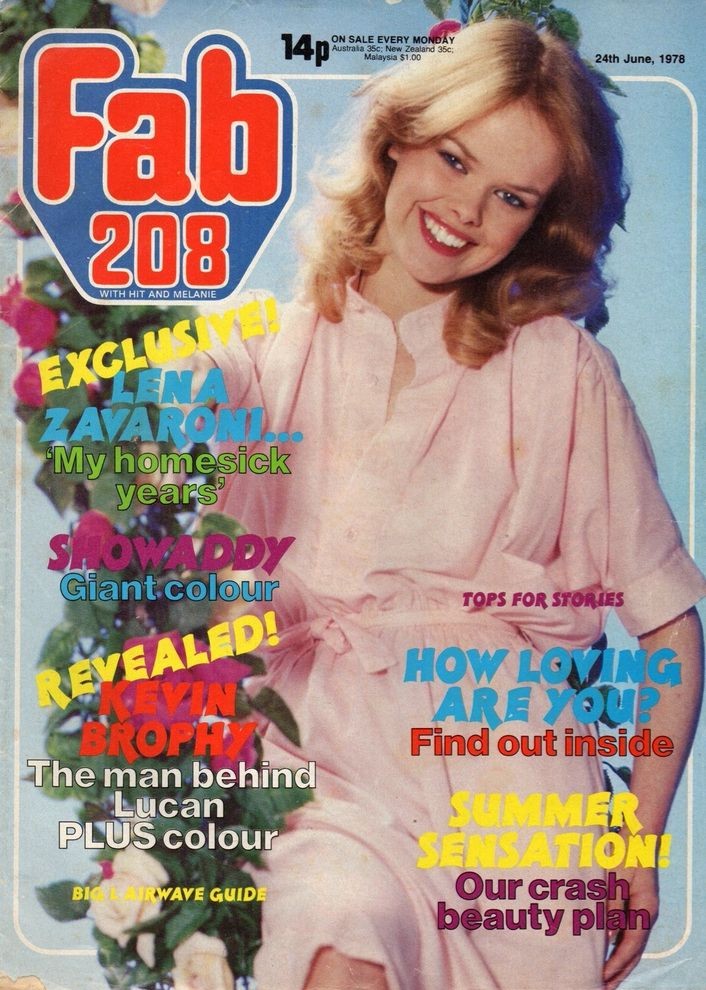 14p ON SALE EVERY MONDAY
Australia 35c; New Zealand 35c;
Malaysia $1.00
24th June, 1978
Fab
208
WITH HIT AND MELANIE
EXCLUSIVE!
LENA
ZAVARONI...
'My homesick
years'
SHOWADDY
Giant colour
REVEALED!
KEVIN
BROPHY
The man behind
Lucan
PLUS colour
BIG L AIRWAVE GUIDE
TOPS FOR STORIES
HOW LOVING
ARE YOU?
Find out inside
SUMMER
SENSATION!
Our crash
beauty plan